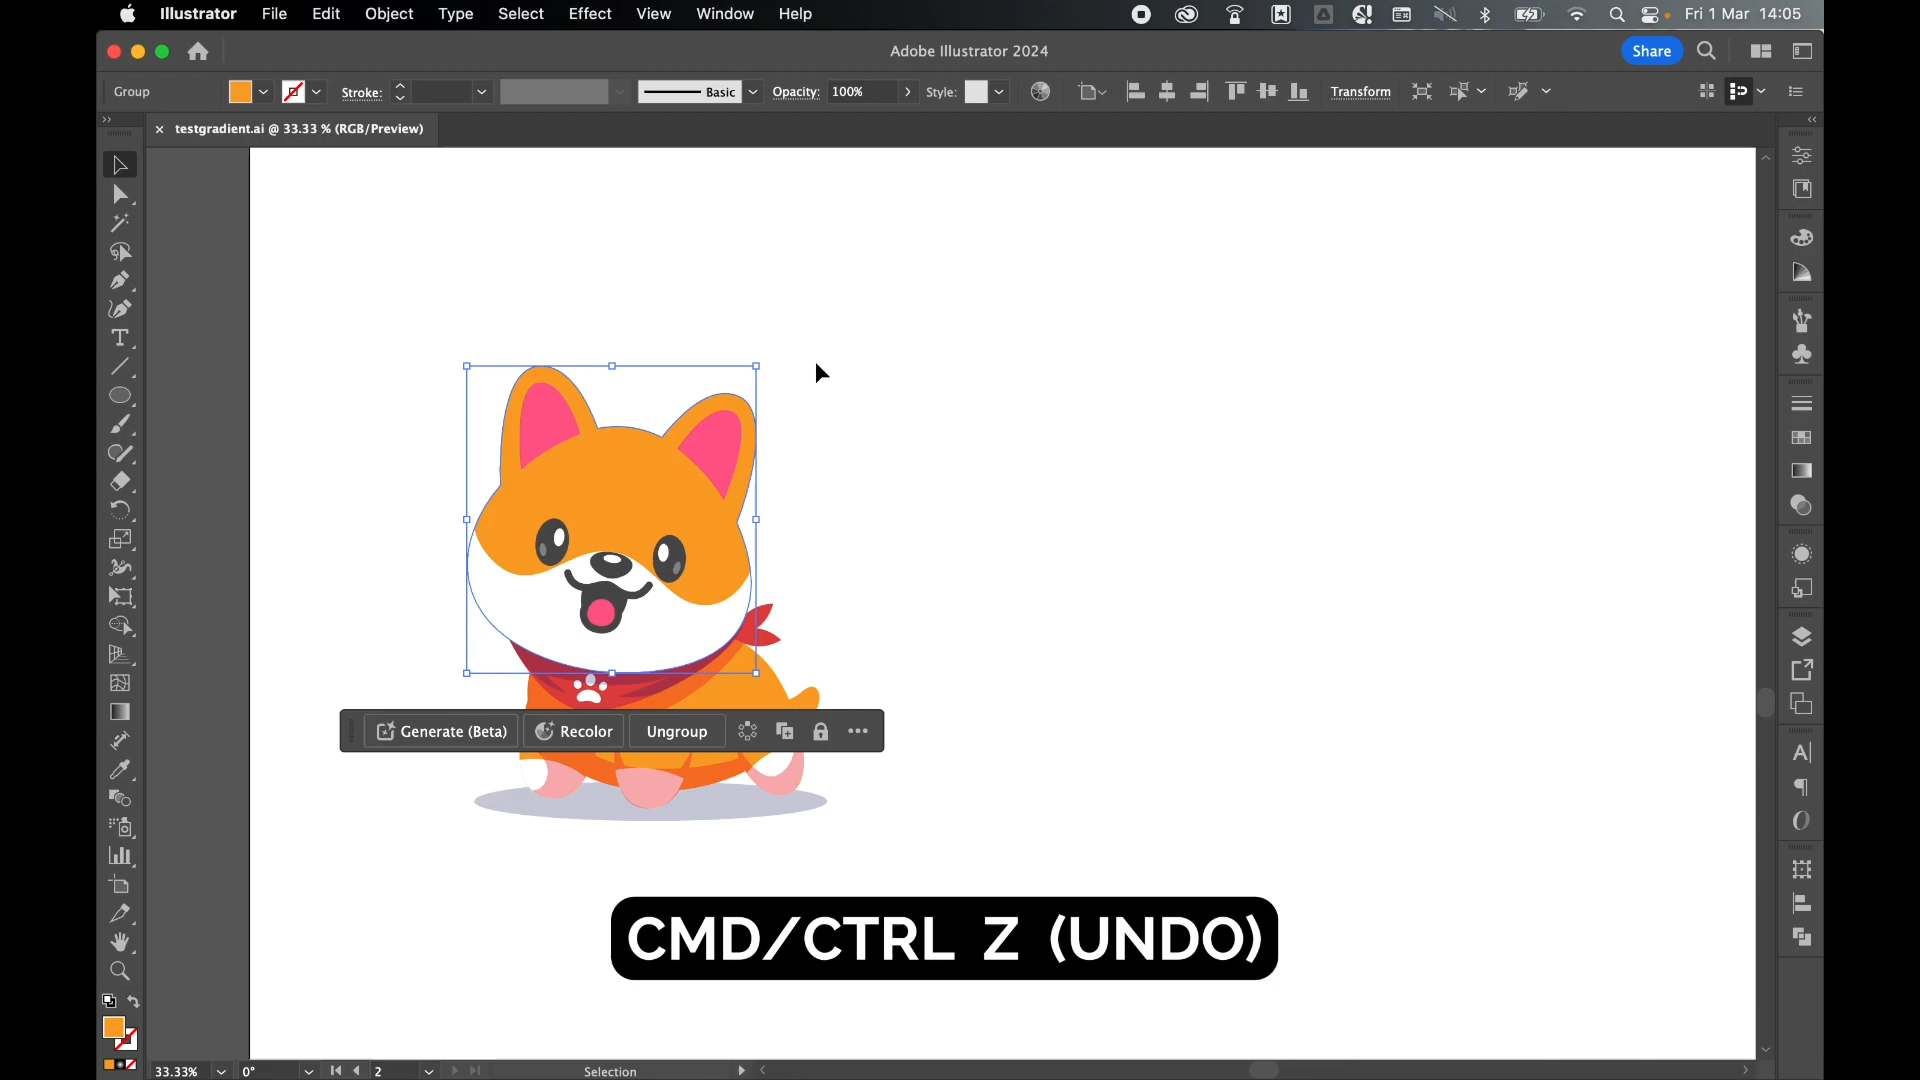 Illustrator File Edit Object Type Select Effect View Window Help Fri 1 Mar 14:05
Adobe Illustrator 2024 Share
Group Stroke: Basic Opacity: 100% Style: Transform
testgradient.ai @ 33.33 % (RGB/Preview)
Generate (Beta) Recolor Ungroup
CMD/CTRL Z (UNDO)
33.33% 0° 2 Selection